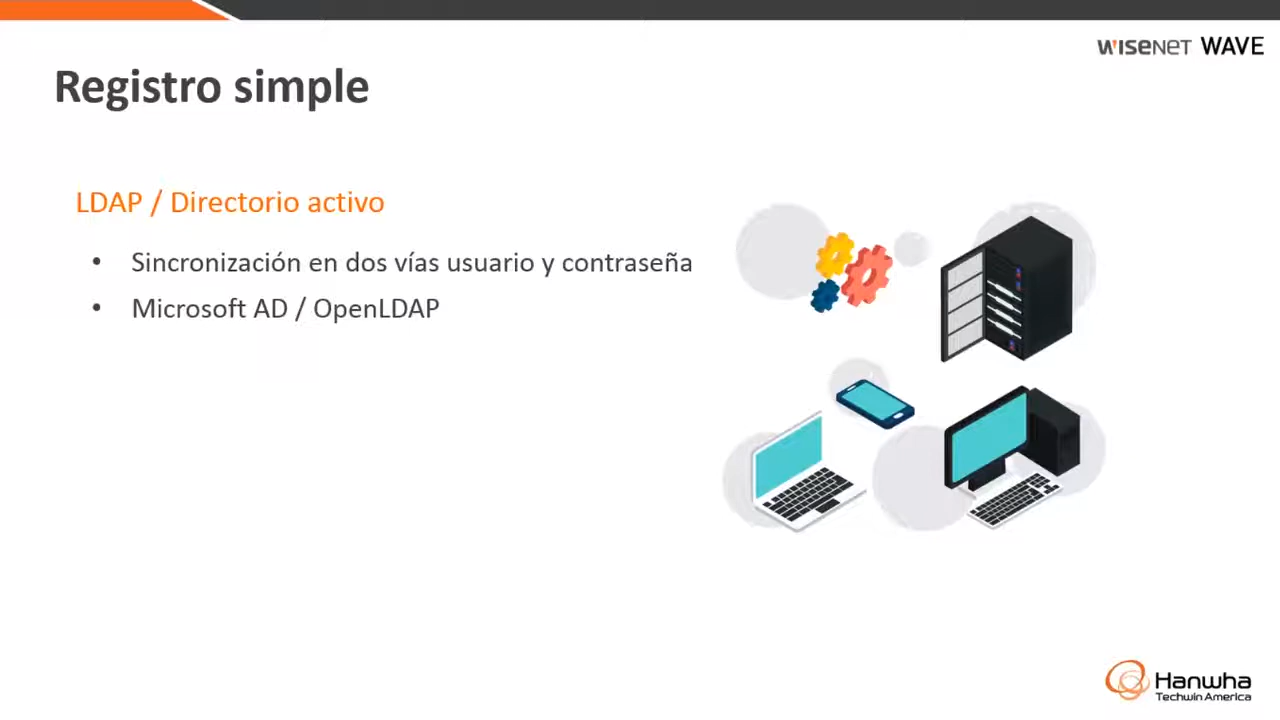 WISENET WAVE
Registro simple
LDAP / Directorio activo
• Sincronización en dos vías usuario y contraseña
• Microsoft AD / OpenLDAP
Hanwha
Techwin America